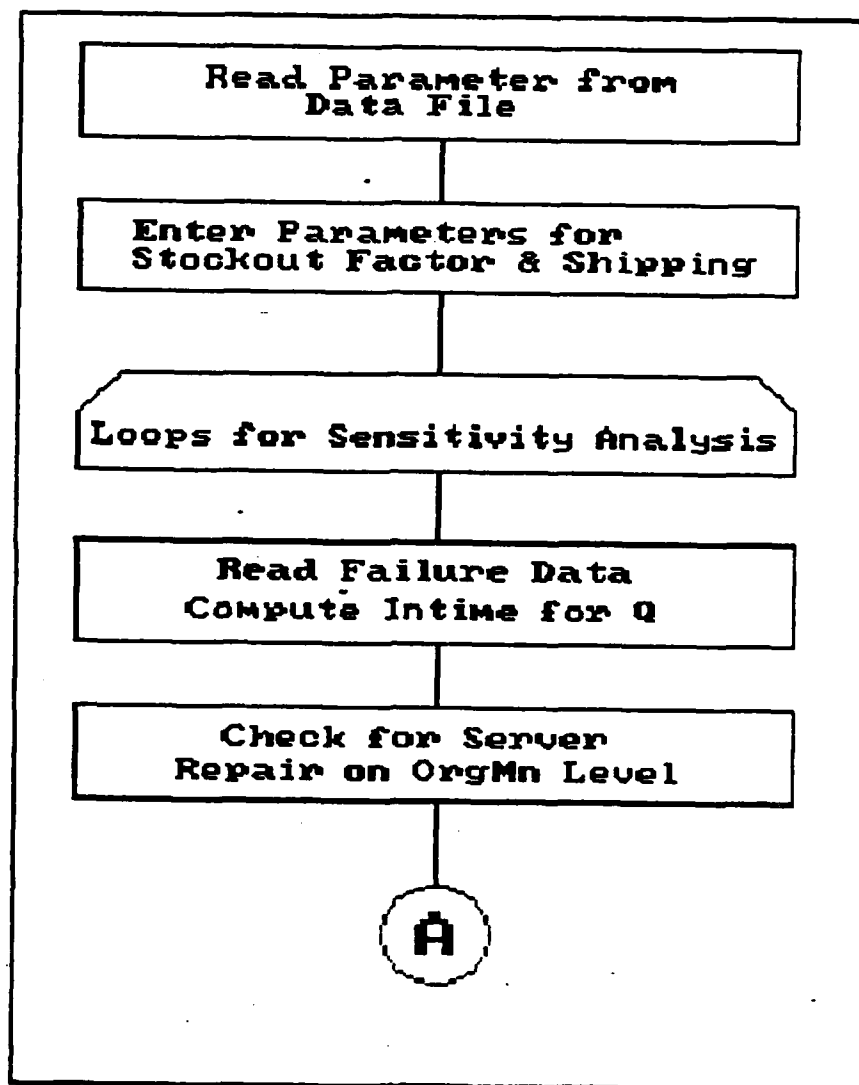 Read Parameter from
Data File
Enter Parameters for
Stockout Factor & Shipping
Loops for Sensitivity Analysis
Read Failure Data
Compute Intime for Q
Check for Server
Repair on OrgMn Level
A